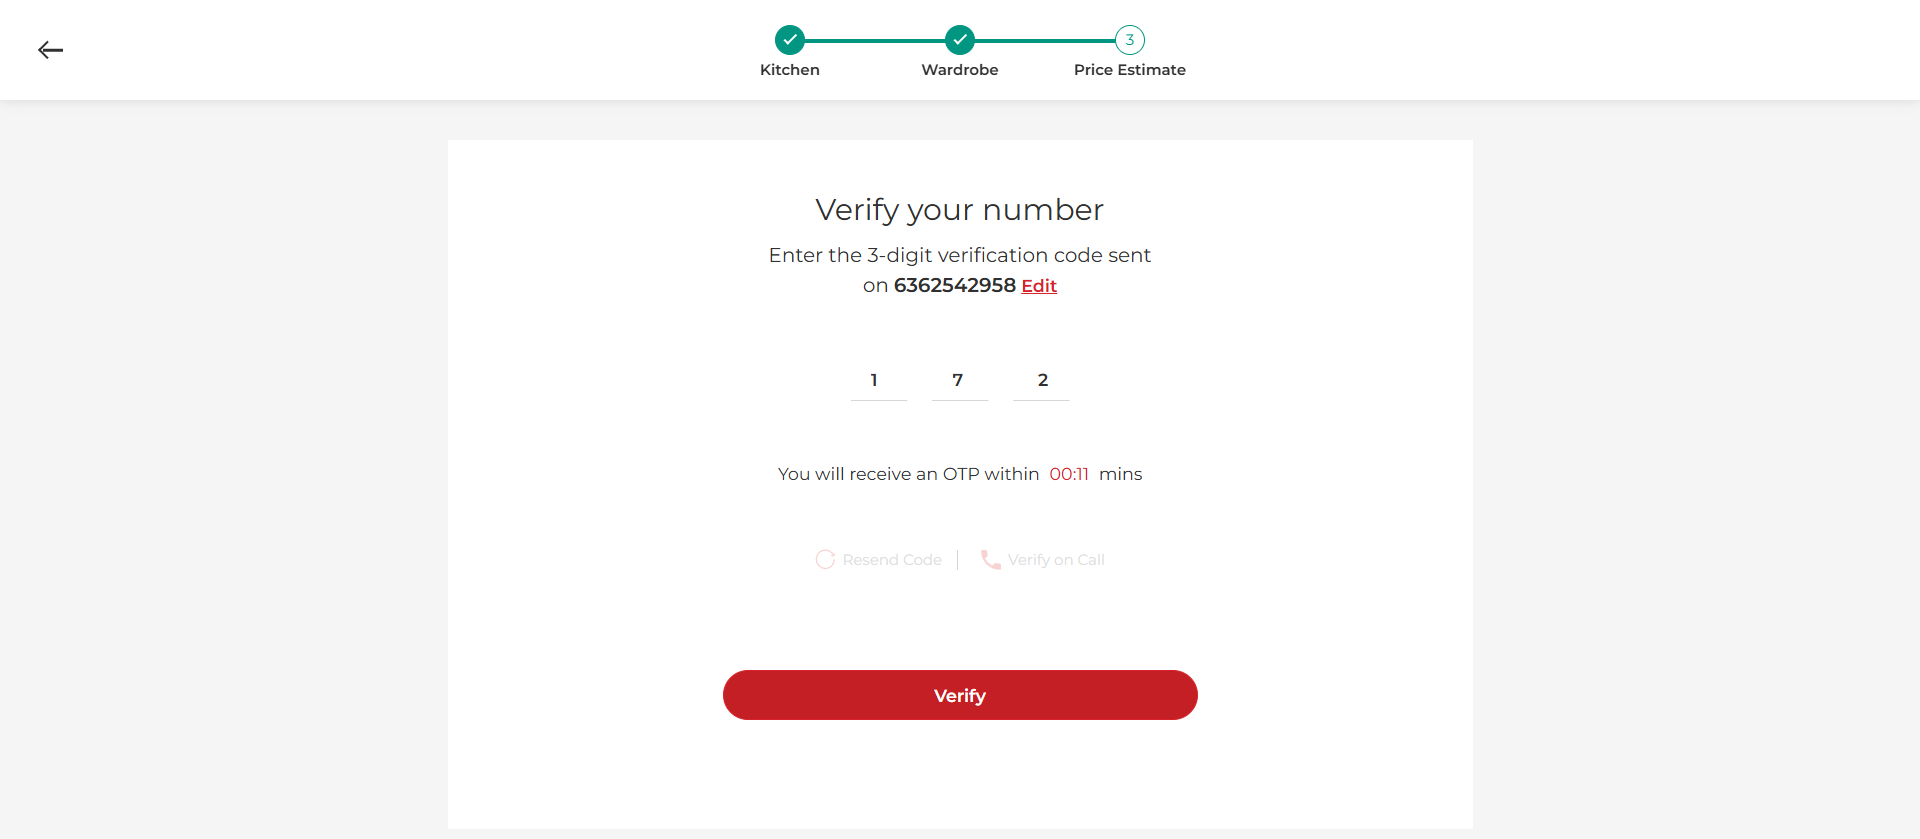 3
Kitchen
Wardrobe
Price Estimate
Verify your number
Enter the 3-digit verification code sent
on 6362542958 Edit
1 7 2
You will receive an OTP within 00:11 mins
Resend Code | Verify on Call
Verify